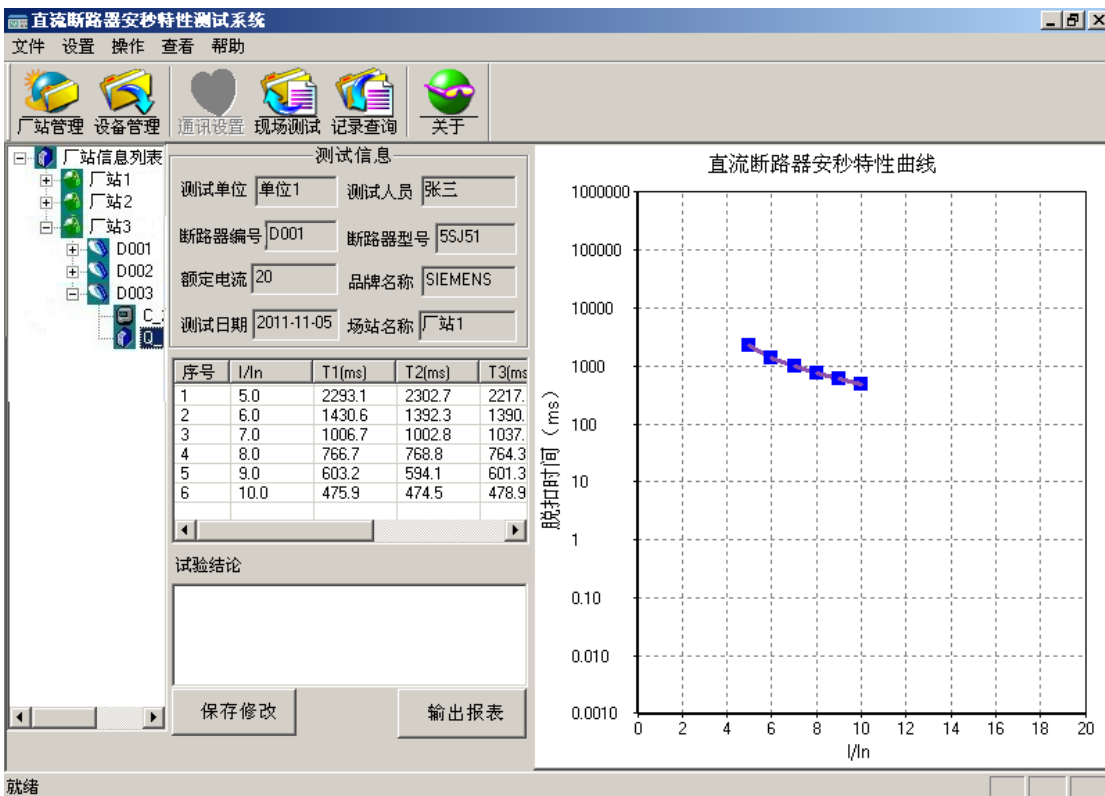 直流断路器安秒特性测试系统
文件 设置 操作 查看 帮助
厂站管理 设备管理 通讯设置 现场测试 记录查询 关于
厂站信息列表
厂站1
厂站2
厂站3
D001
D002
D003
测试信息
测试单位 单位1 测试人员 张三
断路器编号 D001 断路器型号 5SJ51
额定电流 20 品牌名称 SIEMENS
测试日期 2011-11-05 场站名称 厂站1
序号 I/In T1(ms) T2(ms) T3(ms
1 5.0 2293.1 2302.7 2217.
2 6.0 1430.6 1392.3 1390.
3 7.0 1006.7 1002.8 1037.
4 8.0 766.7 768.8 764.3
5 9.0 603.2 594.1 601.3
6 10.0 475.9 474.5 478.9
试验结论
保存修改 输出报表
直流断路器安秒特性曲线
脱扣时间（ms）
1000000
100000
10000
1000
100
10
1
0.10
0.010
0.0010
0 2 4 6 8 10 12 14 16 18 20
I/In
就绪